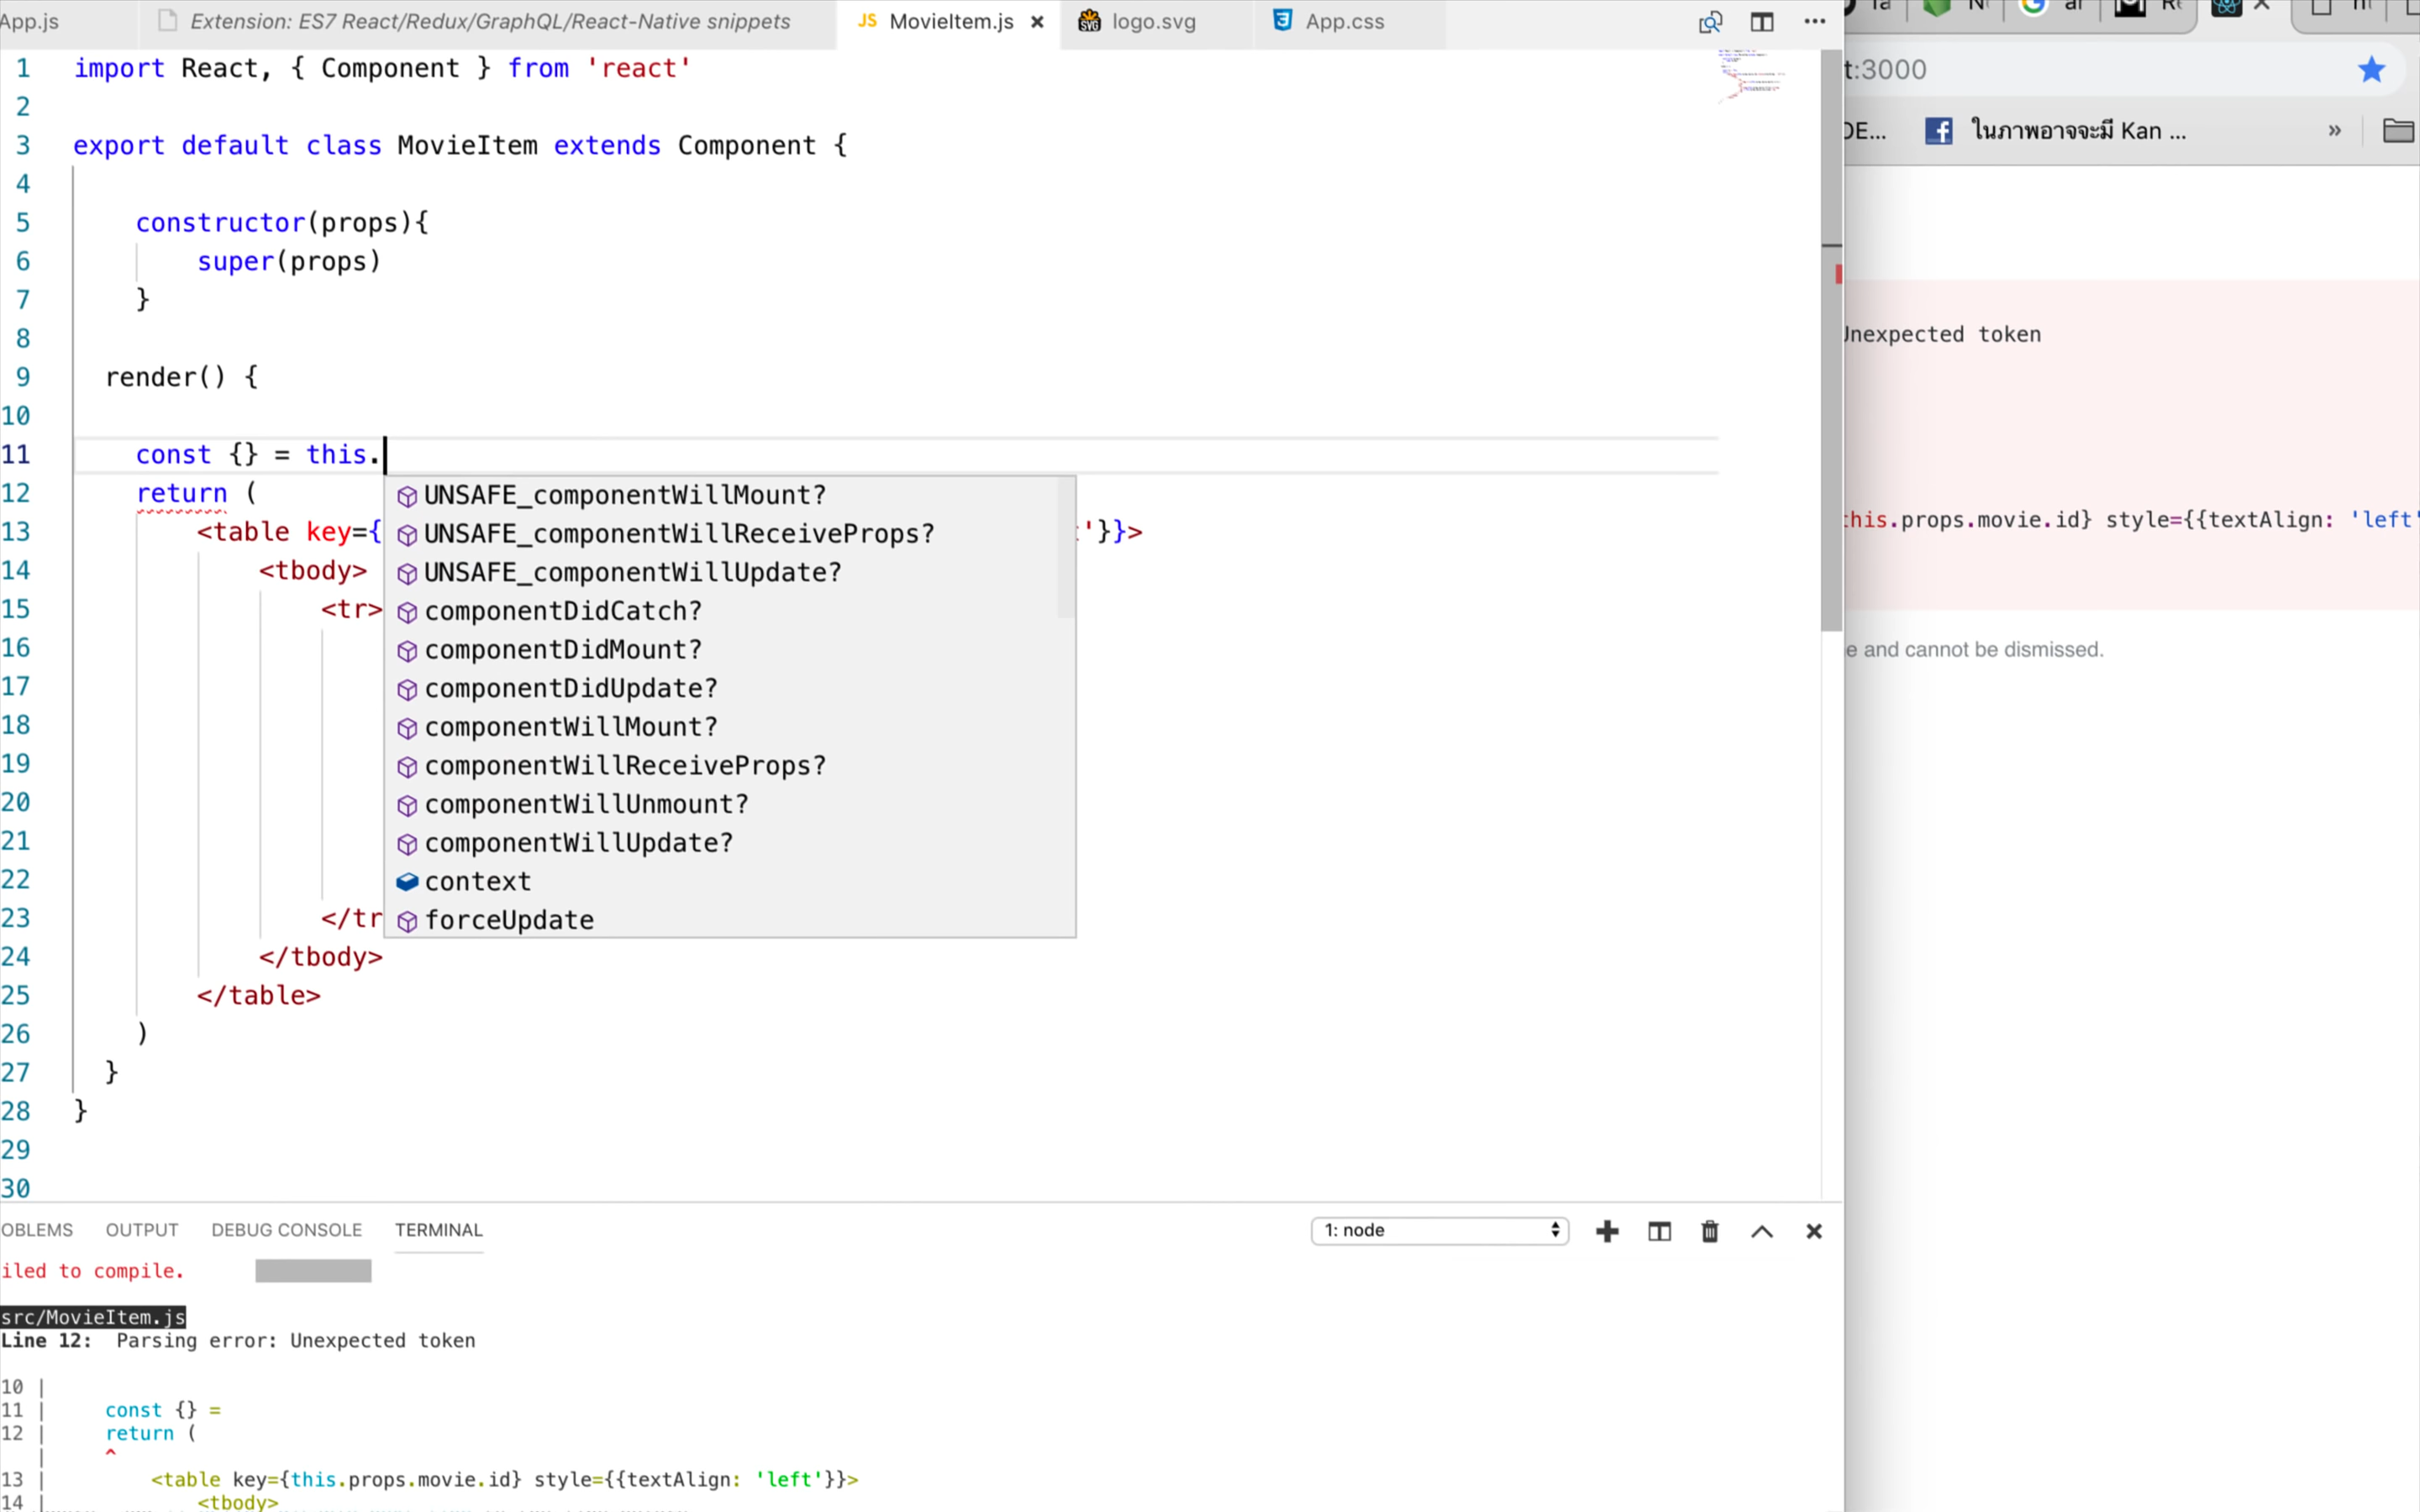 App.js Extension: ES7 React/Redux/GraphQL/React-Native snippets JS MovieItem.js logo.svg App.css
1 import React, { Component } from 'react'
2
3 export default class MovieItem extends Component {
4
5 constructor(props){
6 super(props)
7 }
8
9 render() {
10
11 const {} = this.
12 return (
13 <table key={ '}}>
14 <tbody>
15 <tr>
16
17
18
19
20
21
22
23 </tr
24 </tbody>
25 </table>
26 )
27 }
28 }
29
30
UNSAFE_componentWillMount?
UNSAFE_componentWillReceiveProps?
UNSAFE_componentWillUpdate?
componentDidCatch?
componentDidMount?
componentDidUpdate?
componentWillMount?
componentWillReceiveProps?
componentWillUnmount?
componentWillUpdate?
context
forceUpdate
OBLEMS OUTPUT DEBUG CONSOLE TERMINAL 1: node
iled to compile.
src/MovieItem.js
Line 12: Parsing error: Unexpected token
10 |
11 | const {} =
12 | return (
| ^
13 | <table key={this.props.movie.id} style={{textAlign: 'left'}}>
14 | <tbody>
t:3000
DE... ในภาพอาจจะมี Kan ... »
Unexpected token
this.props.movie.id} style={{textAlign: 'left'
e and cannot be dismissed.